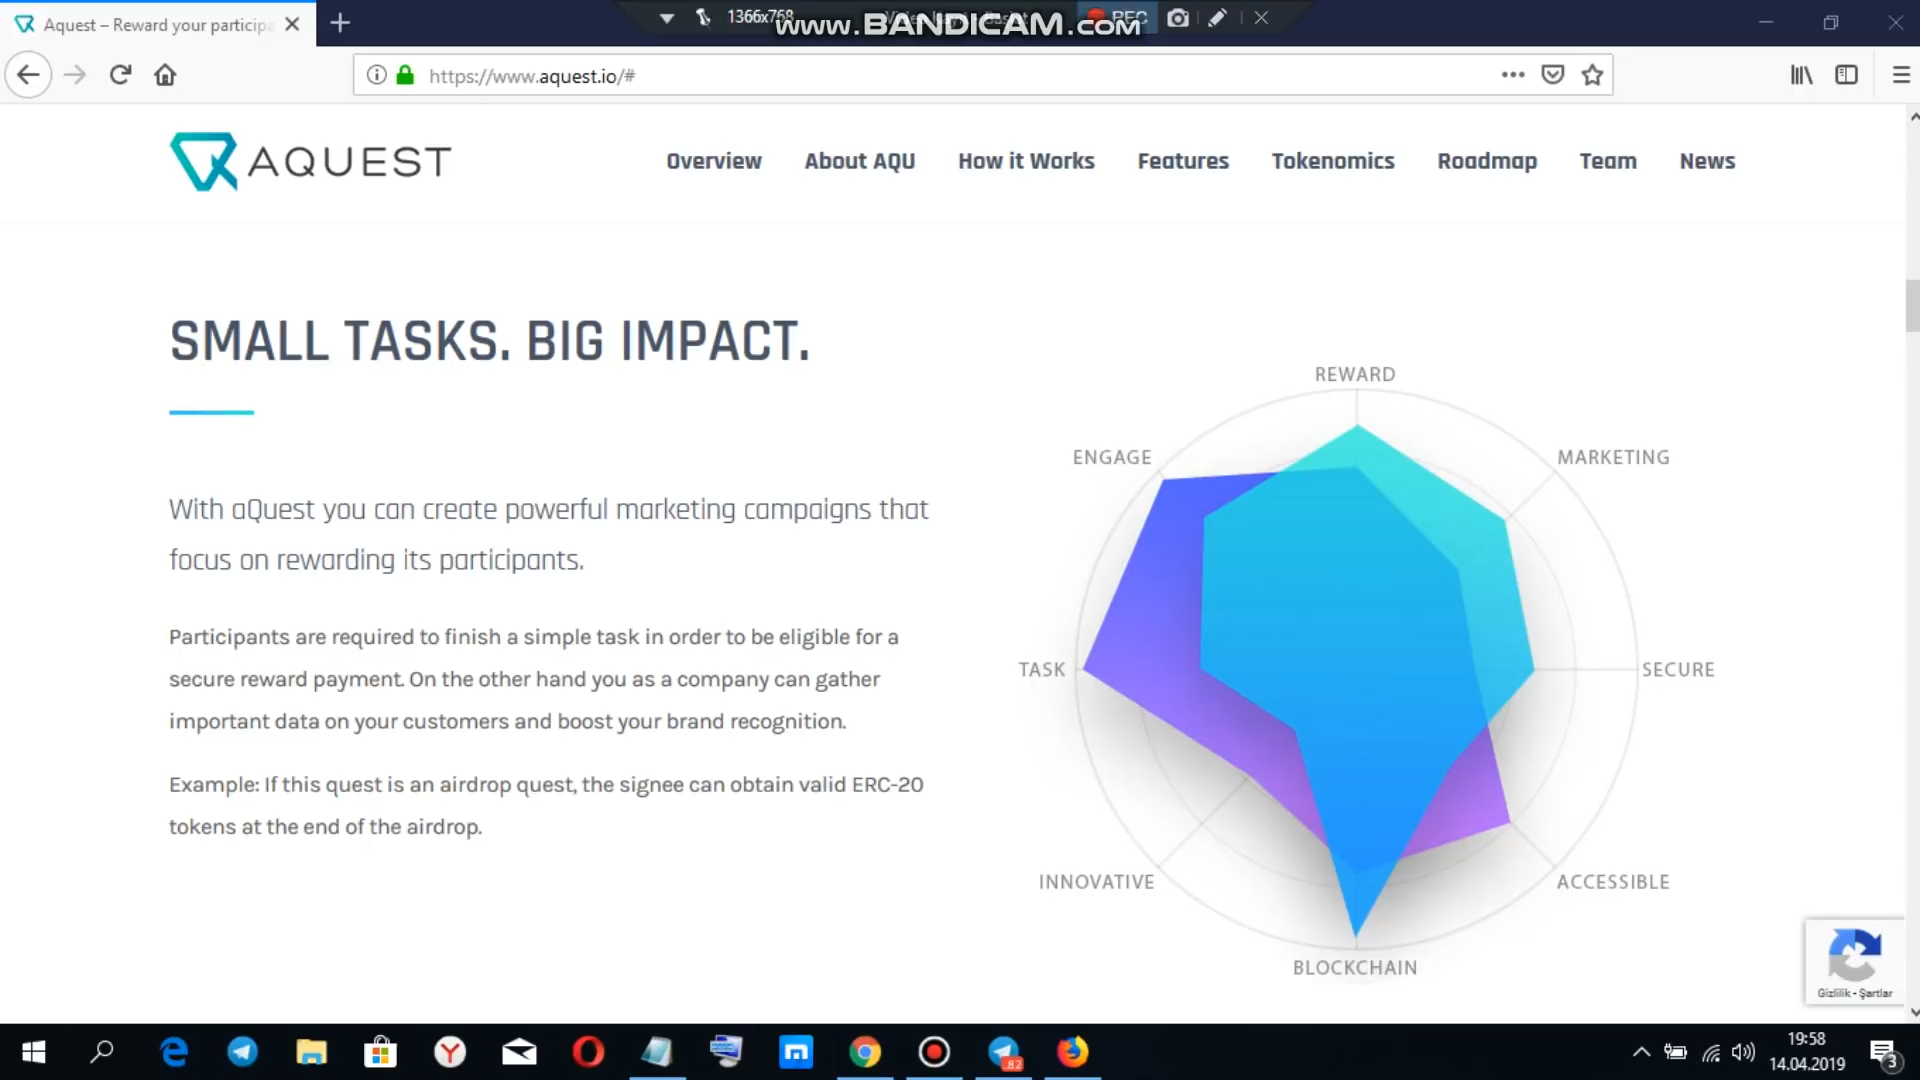 Aquest – Reward your participa
1366x768
www.BANDICAM.com
REC
https://www.aquest.io/#
AQUEST
Overview
About AQU
How it Works
Features
Tokenomics
Roadmap
Team
News
SMALL TASKS. BIG IMPACT.
With aQuest you can create powerful marketing campaigns that
focus on rewarding its participants.
Participants are required to finish a simple task in order to be eligible for a
secure reward payment. On the other hand you as a company can gather
important data on your customers and boost your brand recognition.
Example: If this quest is an airdrop quest, the signee can obtain valid ERC-20
tokens at the end of the airdrop.
REWARD
ENGAGE
MARKETING
TASK
SECURE
INNOVATIVE
ACCESSIBLE
BLOCKCHAIN
Gizlilik - Şartlar
82
19:58
14.04.2019
3